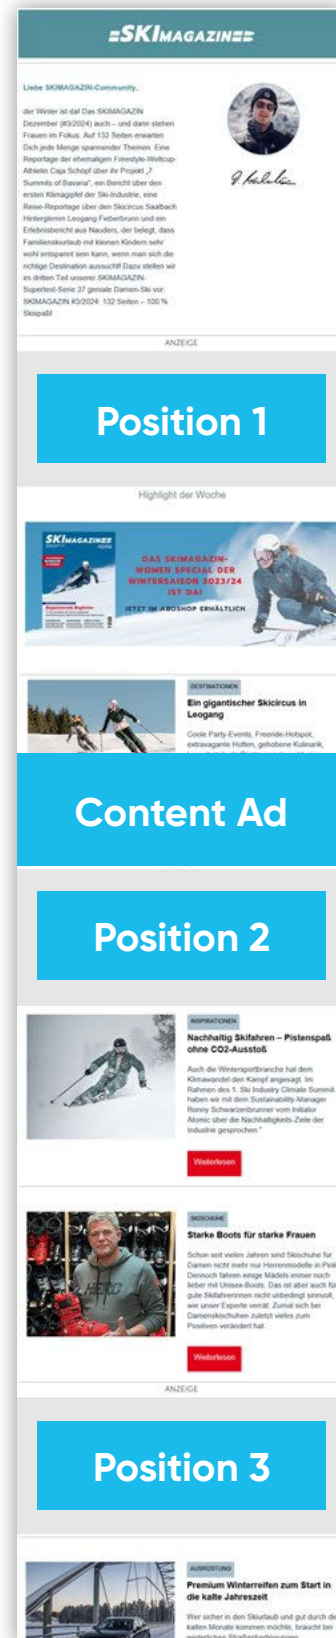 SKIMAGAZIN
Liebe SKIMAGAZIN-Community,
der Winter ist da! Das SKIMAGAZIN
Dezember (#3/2024) auch – und darin stehen
Frauen im Fokus. Auf 132 Seiten erwarten
Dich jede Menge spannender Themen. Eine
Reportage der ehemaligen Freestyle-Weltcup-
Athletin Caja Schöpf über ihr Projekt „7
Summits of Bavaria", ein Bericht über den
ersten Klimagipfel der Ski-Industrie, eine
Reise-Reportage über den Skicircus Saalbach
Hinterglemm Leogang Fieberbrunn und ein
Erlebnisbericht aus Nauders, der belegt, dass
Familienskiurlaub mit kleinen Kindern sehr
wohl entspannt sein kann, wenn man sich die
richtige Destination aussucht! Dazu stellen wir
im dritten Teil unserer SKIMAGAZIN-
Supertest-Serie 37 geniale Damen-Ski vor.
SKIMAGAZIN #3/2024: 132 Seiten – 100 %
Skispaß!
ANZEIGE
Position 1
Highlight der Woche
SKIMAGAZIN
DAS SKIMAGAZIN-
WOMEN SPECIAL DER
WINTERSAISON 2023/24
IST DA!
JETZT IM ABOSHOP ERHÄLTLICH
DESTINATIONEN
Ein gigantischer Skicircus in
Leogang
Coole Party-Events, Freeride-Hotspot,
extravagante Hütten, gehobene Kulinarik,
Content Ad
Position 2
INSPIRATIONEN
Nachhaltig Skifahren – Pistenspaß
ohne CO2-Ausstoß
Auch die Wintersportbranche hat dem
Klimawandel den Kampf angesagt. Im
Rahmen des 1. Ski Industry Climate Summit
haben wir mit dem Sustainability-Manager
Ronny Schwarzenbrunner vom Initiator
Atomic über die Nachhaltigkeits-Ziele der
Industrie gesprochen."
Weiterlesen
SKISCHUHE
Starke Boots für starke Frauen
Schon seit vielen Jahren sind Skischuhe für
Damen nicht mehr nur Herrenmodelle in Pink.
Dennoch fahren einige Mädels immer noch
lieber mit Unisex-Boots. Das ist aber auch für
gute Skifahrerinnen nicht unbedingt sinnvoll,
wie unser Experte verrät. Zumal sich bei
Damenskischuhen zuletzt vieles zum
Positiven verändert hat.
Weiterlesen
ANZEIGE
Position 3
AUSRÜSTUNG
Premium Winterreifen zum Start in
die kalte Jahreszeit
Wer sicher in den Skiurlaub und gut durch die
kalten Monate kommen möchte, braucht bei